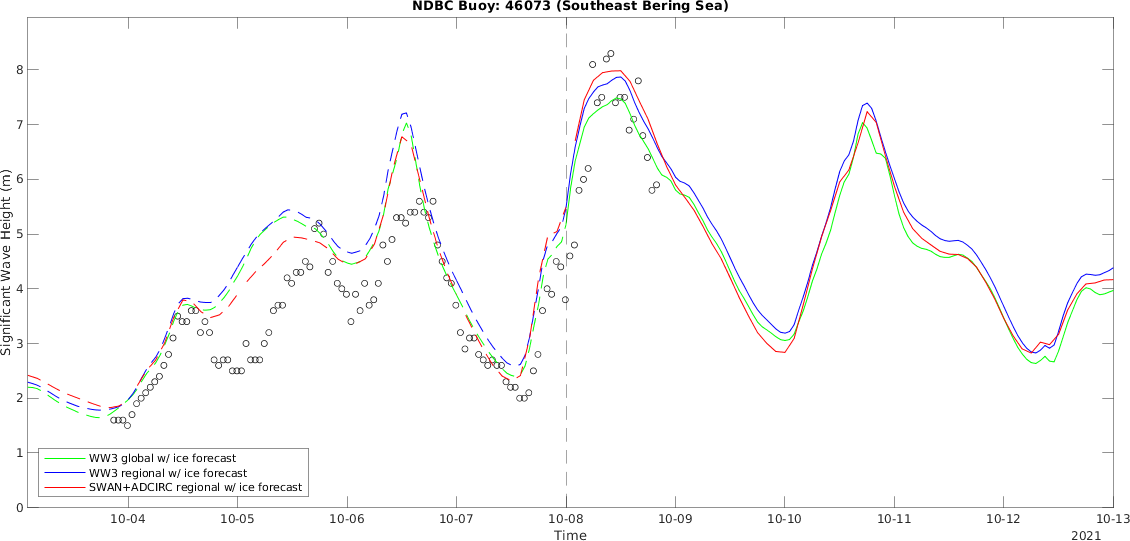 NDBC Buoy: 46073 (Southeast Bering Sea)
Significant Wave Height (m)
8
7
6
5
4
3
2
1
0
WW3 global w/ ice forecast
WW3 regional w/ ice forecast
SWAN+ADCIRC regional w/ ice forecast
10-04 10-05 10-06 10-07 10-08 10-09 10-10 10-11 10-12 10-13
Time
2021